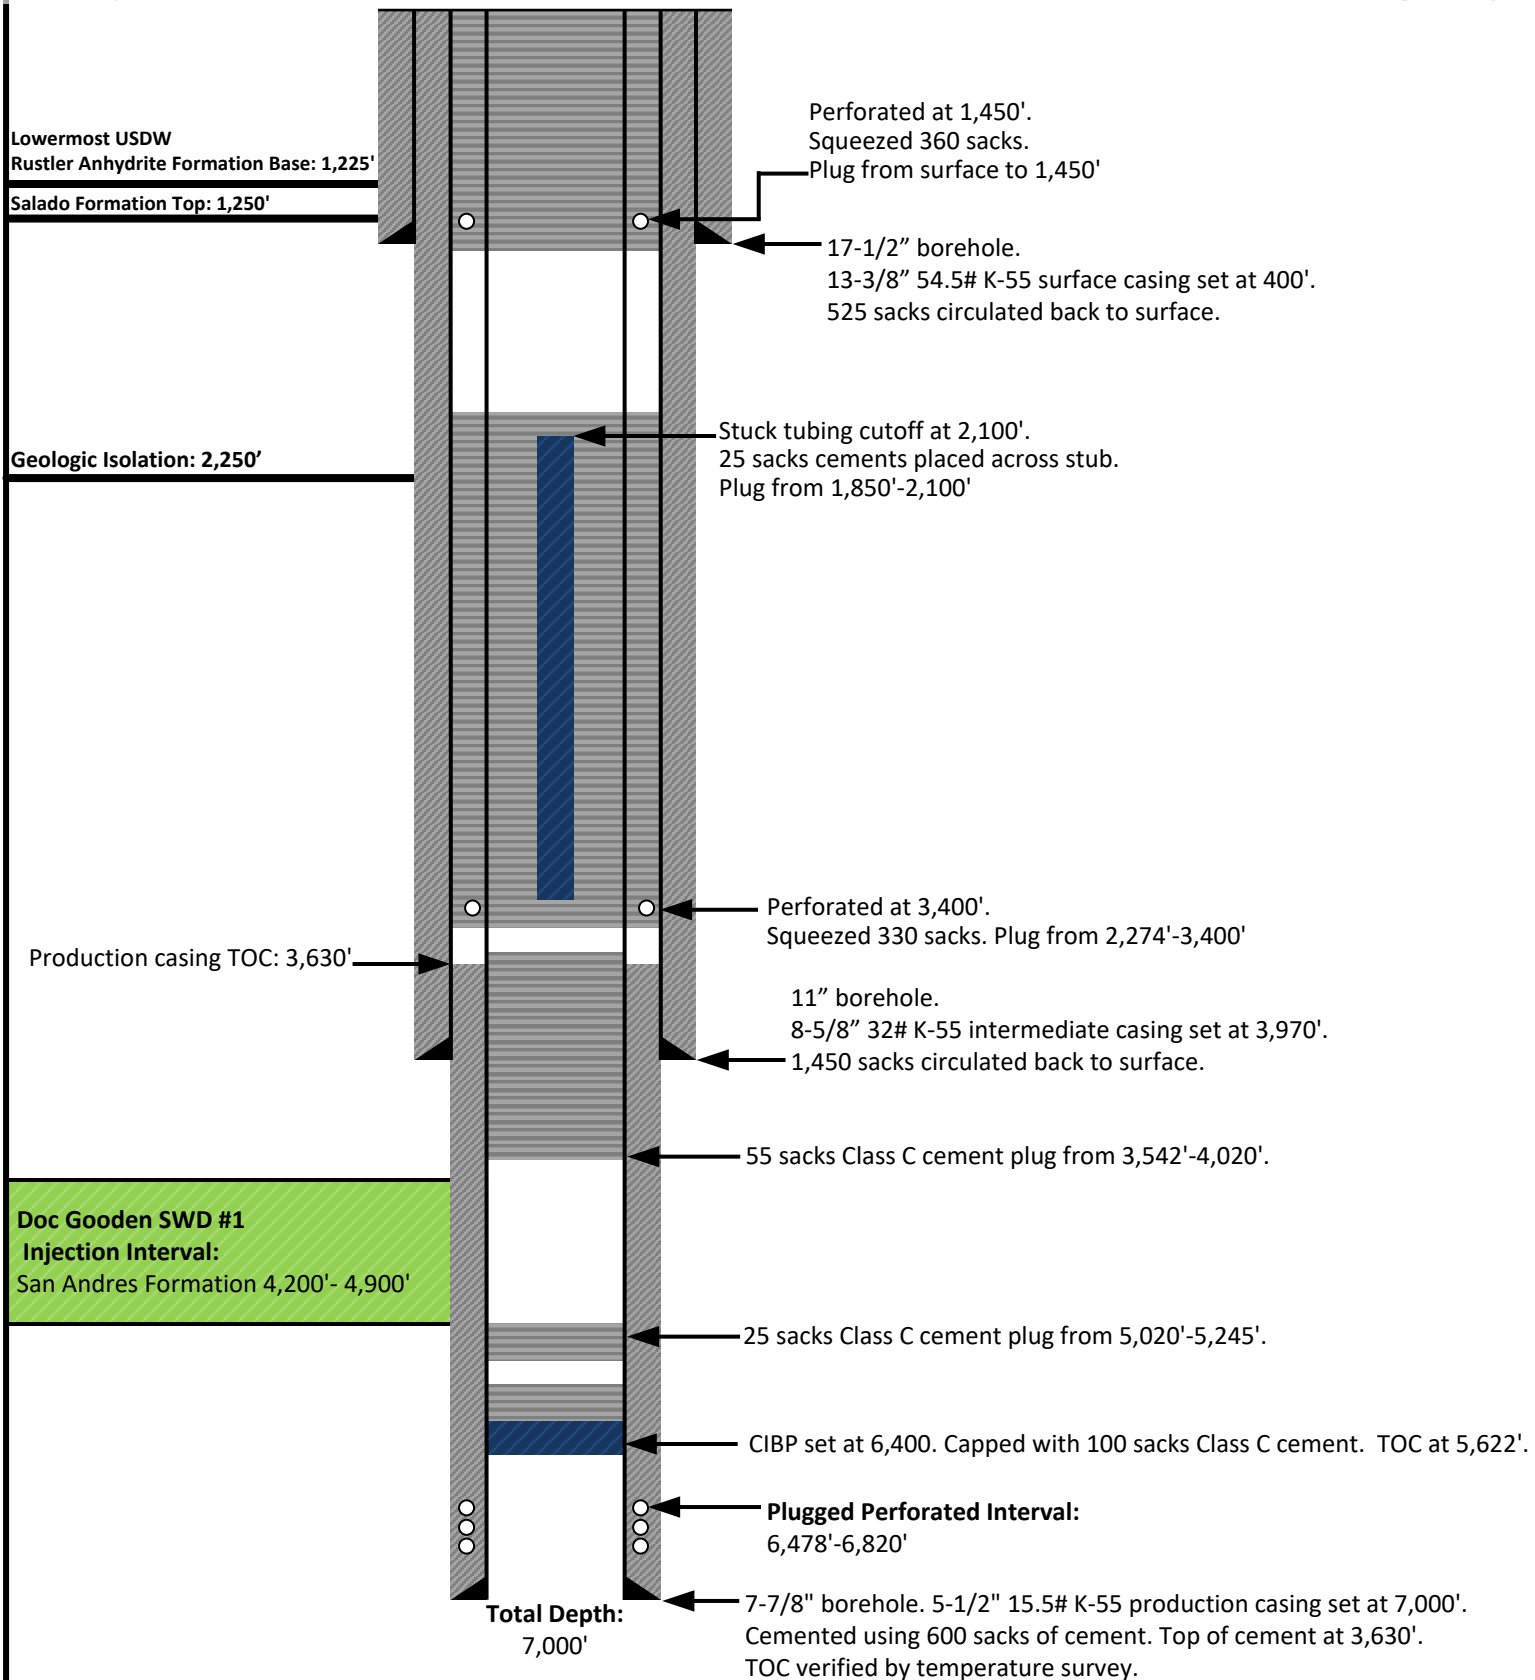 Perforated at 1,450'.
Squeezed 360 sacks.
Plug from surface to 1,450'
Lowermost USDW
Rustler Anhydrite Formation Base: 1,225'
Salado Formation Top: 1,250'
17-1/2” borehole.
13-3/8” 54.5# K-55 surface casing set at 400'.
525 sacks circulated back to surface.
Stuck tubing cutoff at 2,100'.
25 sacks cements placed across stub.
Plug from 1,850'-2,100'
Geologic Isolation: 2,250’
Perforated at 3,400'.
Squeezed 330 sacks. Plug from 2,274'-3,400'
Production casing TOC: 3,630'
11” borehole.
8-5/8” 32# K-55 intermediate casing set at 3,970'.
1,450 sacks circulated back to surface.
55 sacks Class C cement plug from 3,542'-4,020'.
Doc Gooden SWD #1
Injection Interval:
San Andres Formation 4,200'- 4,900'
25 sacks Class C cement plug from 5,020'-5,245'.
CIBP set at 6,400. Capped with 100 sacks Class C cement.  TOC at 5,622'.
Plugged Perforated Interval:
6,478'-6,820'
Total Depth:
7,000'
7-7/8" borehole. 5-1/2" 15.5# K-55 production casing set at 7,000'.
Cemented using 600 sacks of cement. Top of cement at 3,630'.
TOC verified by temperature survey.